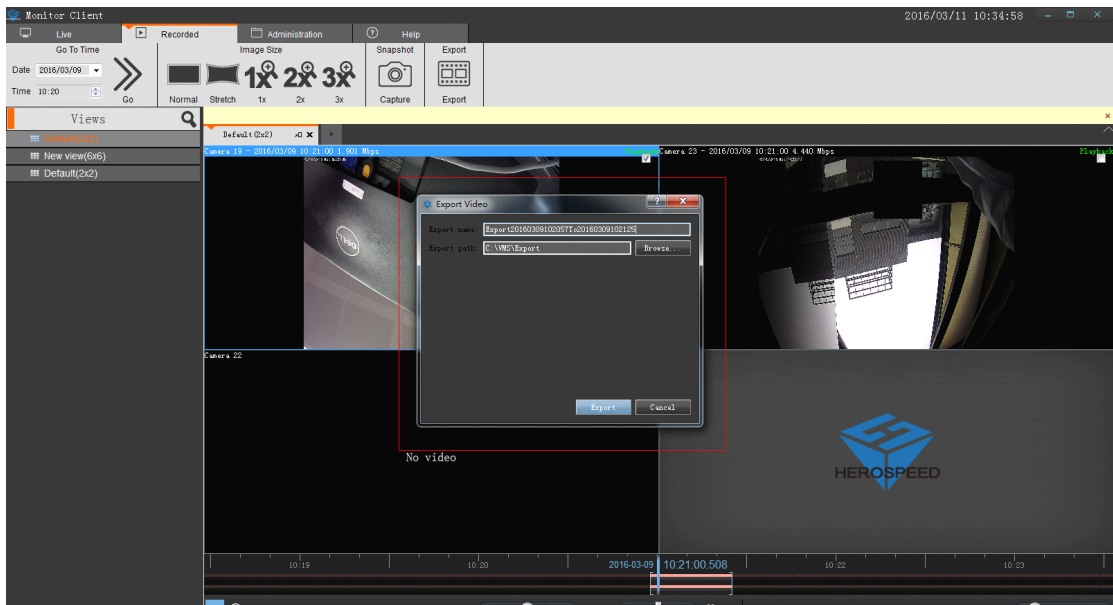 Monitor Client
2016/03/11 10:34:58
Live
Recorded
Administration
Help
Go To Time
Image Size
Snapshot
Export
Date 2016/03/09
Time 10:20
Go
Normal
Stretch
1X
1x
2X
2x
3X
3x
Capture
Export
Views
New view(6x6)
Default(2x2)
Default(2x2)
Camera 19 - 2016/03/09 10:21:00 1.901 Mbps
Camera 23 - 2016/03/09 10:21:00 4.440 Mbps
Playback
DELL
Export Video
Export name Export20160309102057To20160309102125
Export path C:\VMS\Export
Browse...
Export
Cancel
Camera 22
No video
HEROSPEED
10:19
10:20
2016-03-09
10:21:00.508
10:22
10:23